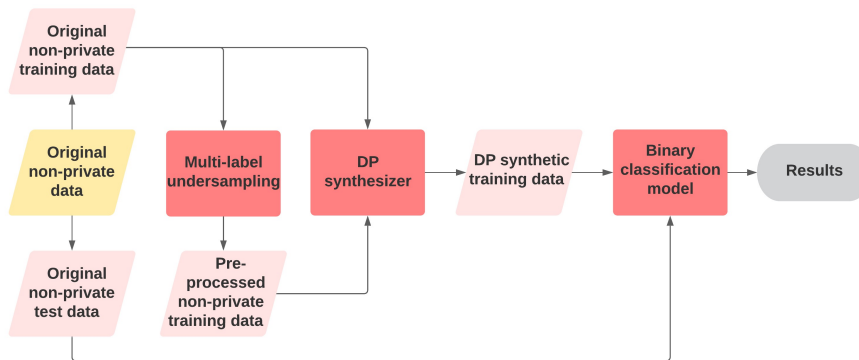 Original
non-private
training data
Original
non-private
data
Original
non-private
test data
Multi-label
undersampling
Pre-
processed
non-private
training data
DP
synthesizer
DP synthetic
training data
Binary
classification
model
Results